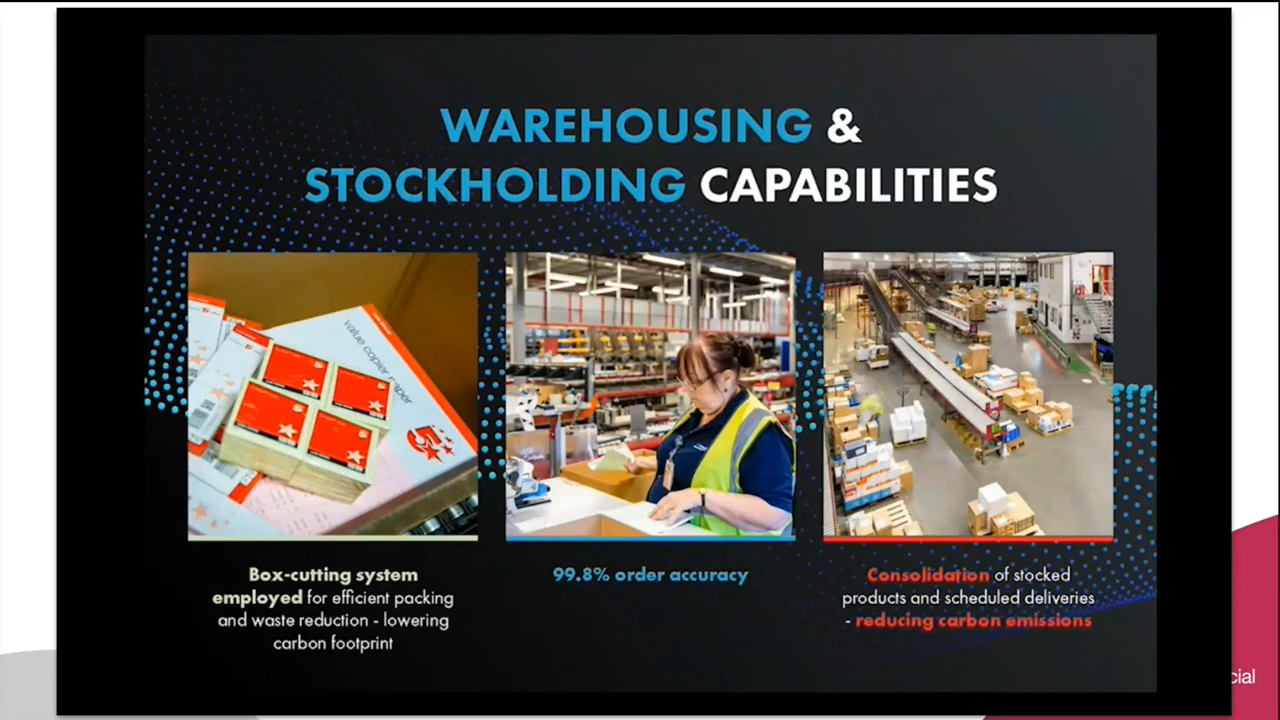 WAREHOUSING &
STOCKHOLDING CAPABILITIES
value copier paper
5
Box-cutting system
employed for efficient packing
and waste reduction - lowering
carbon footprint
99.8% order accuracy
Consolidation of stocked
products and scheduled deliveries
- reducing carbon emissions
cial